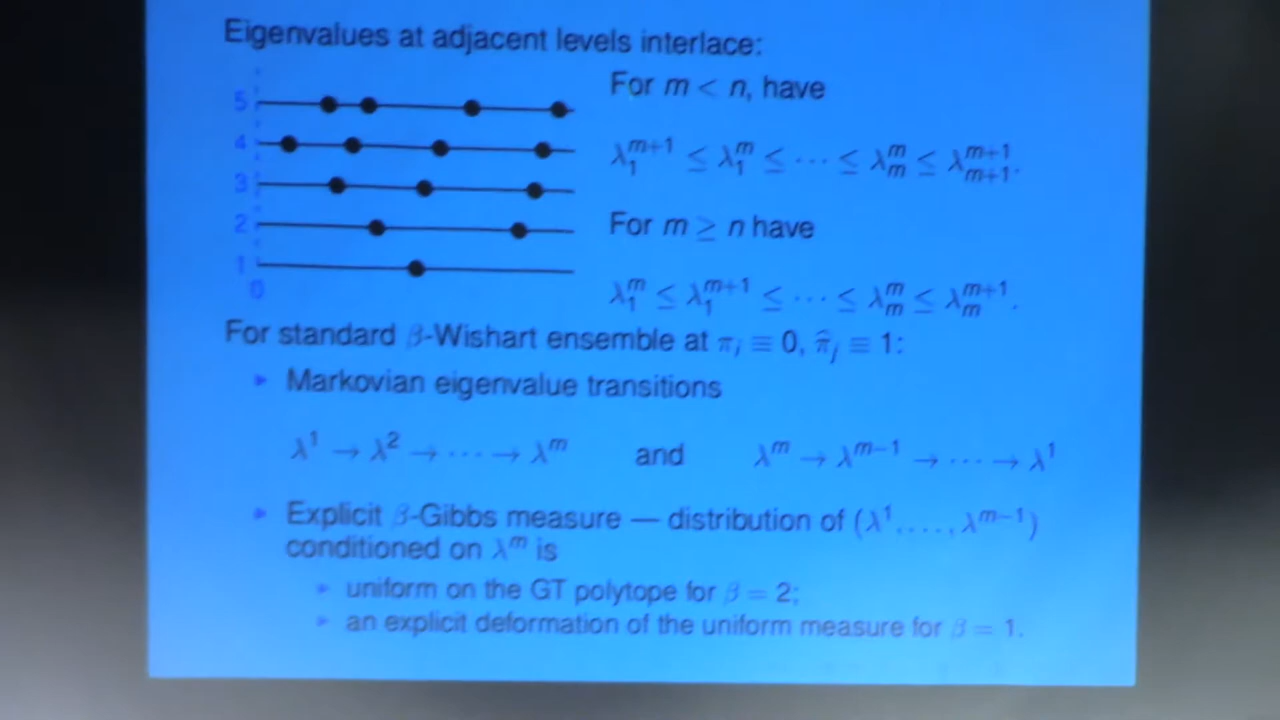 Eigenvalues at adjacent levels interlace:
5
4
3
2
1
0
For m < n, have
λ₁^{m+1} ≤ λ₁^m ≤ ⋯ ≤ λ_m^m ≤ λ_{m+1}^{m+1}.
For m ≥ n have
λ₁^m ≤ λ₁^{m+1} ≤ ⋯ ≤ λ_m^m ≤ λ_m^{m+1}.
For standard β-Wishart ensemble at π_i ≡ 0, π̂_j ≡ 1:
▸ Markovian eigenvalue transitions
λ¹ → λ² → ⋯ → λ^m and λ^m → λ^{m−1} → ⋯ → λ¹
▸ Explicit β-Gibbs measure — distribution of (λ¹, …, λ^{m−1})
conditioned on λ^m is
▸ uniform on the GT polytope for β = 2;
▸ an explicit deformation of the uniform measure for β = 1.